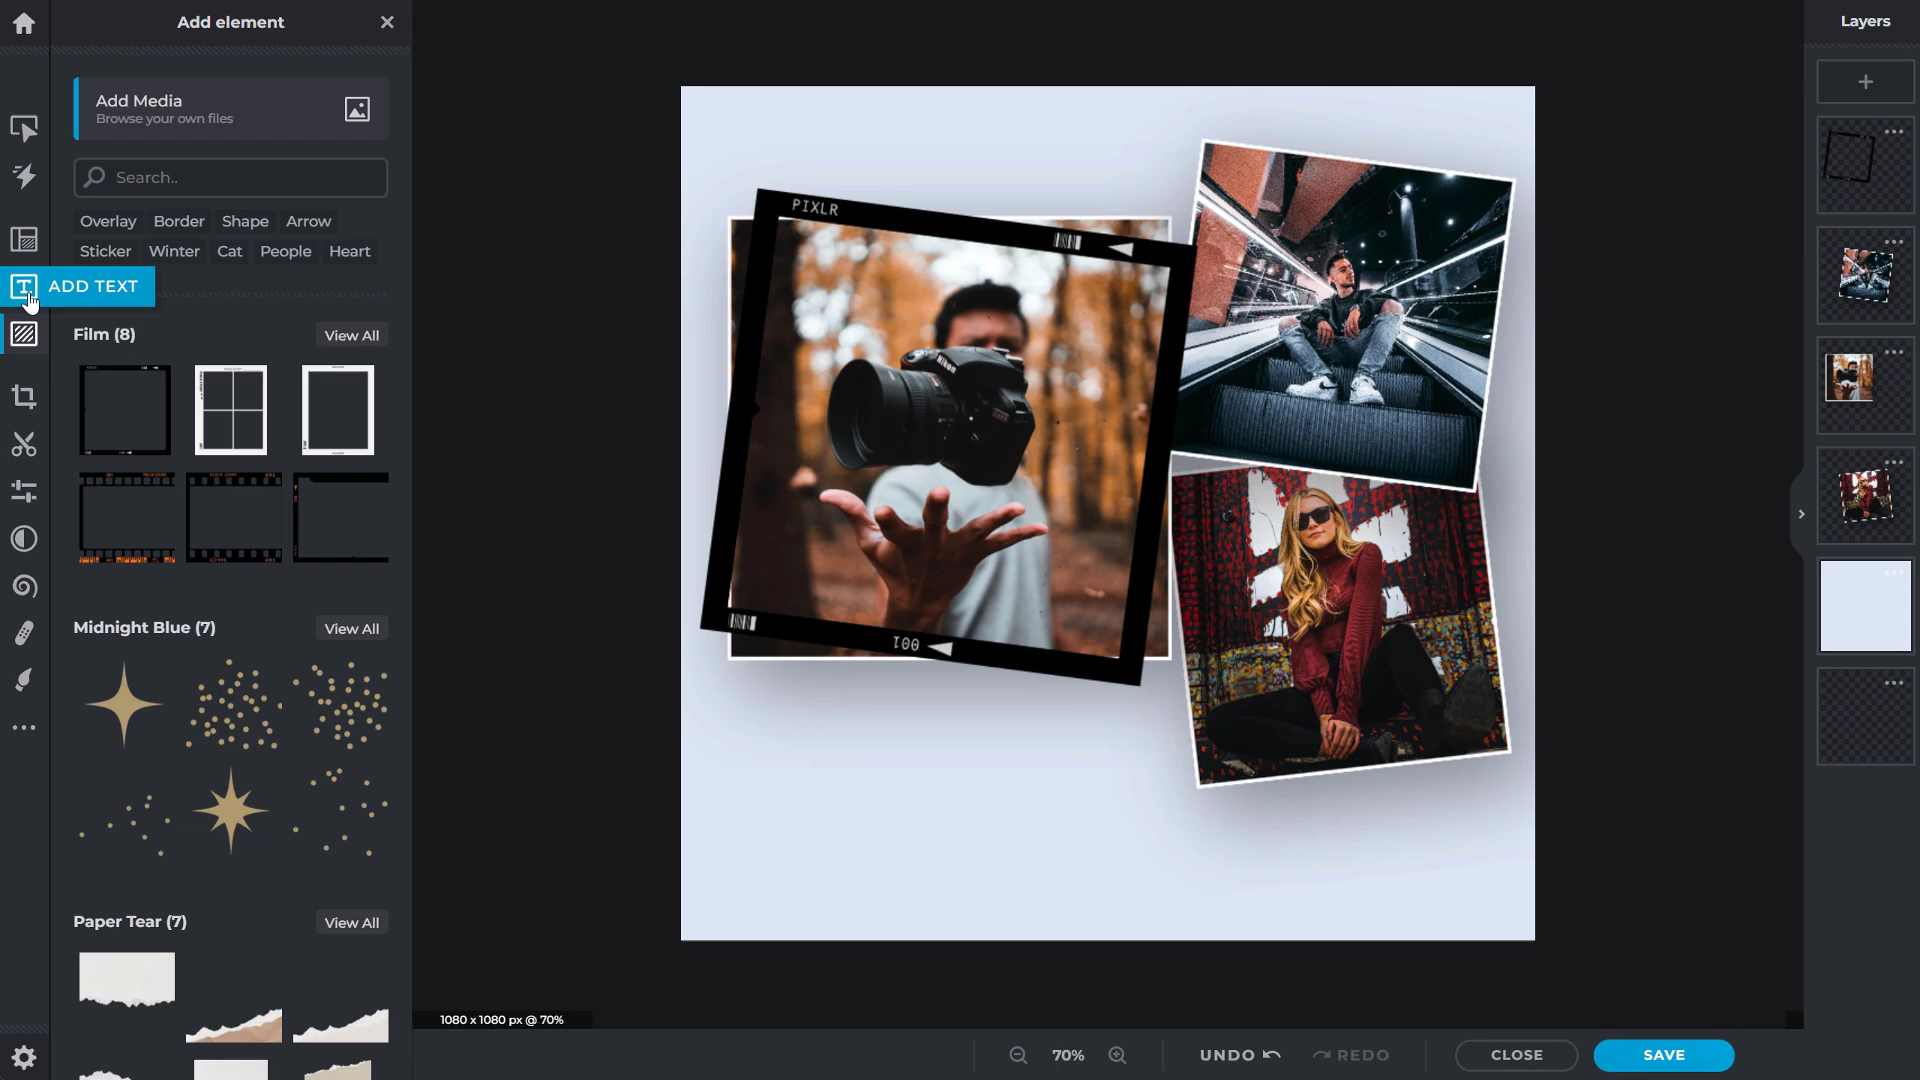 Add element
Layers
Add Media
Browse your own files
Search..
Overlay Border Shape Arrow
Sticker Winter Cat People Heart
ADD TEXT
Film (8)
View All
Midnight Blue (7)
View All
Paper Tear (7)
View All
PIXLR
Nikon
001
1080 x 1080 px @ 70%
70%
UNDO
REDO
CLOSE
SAVE